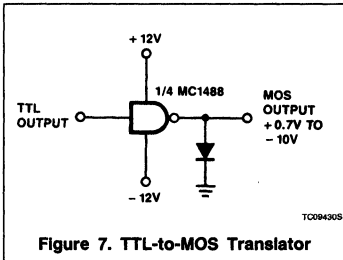 + 12V
1/4 MC1488
TTL
OUTPUT
MOS
OUTPUT
+ 0.7V TO
– 10V
– 12V
TC09430S
Figure 7. TTL-to-MOS Translator